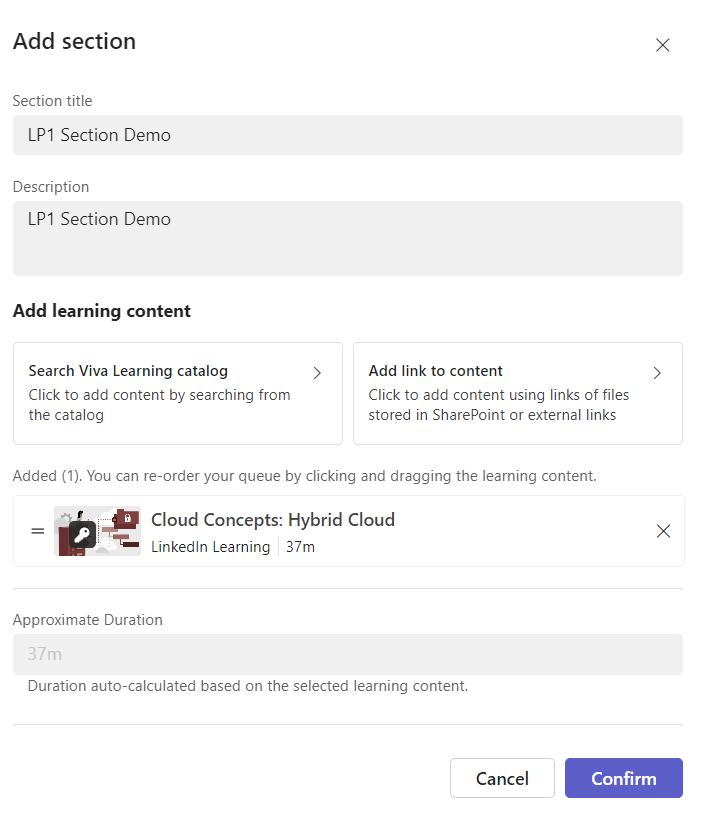 Add section
Section title
LP1 Section Demo
Description
LP1 Section Demo
Add learning content
Search Viva Learning catalog
Click to add content by searching from
the catalog
Add link to content
Click to add content using links of files
stored in SharePoint or external links
Added (1). You can re-order your queue by clicking and dragging the learning content.
Cloud Concepts: Hybrid Cloud
LinkedIn Learning | 37m
Approximate Duration
37m
Duration auto-calculated based on the selected learning content.
Cancel
Confirm